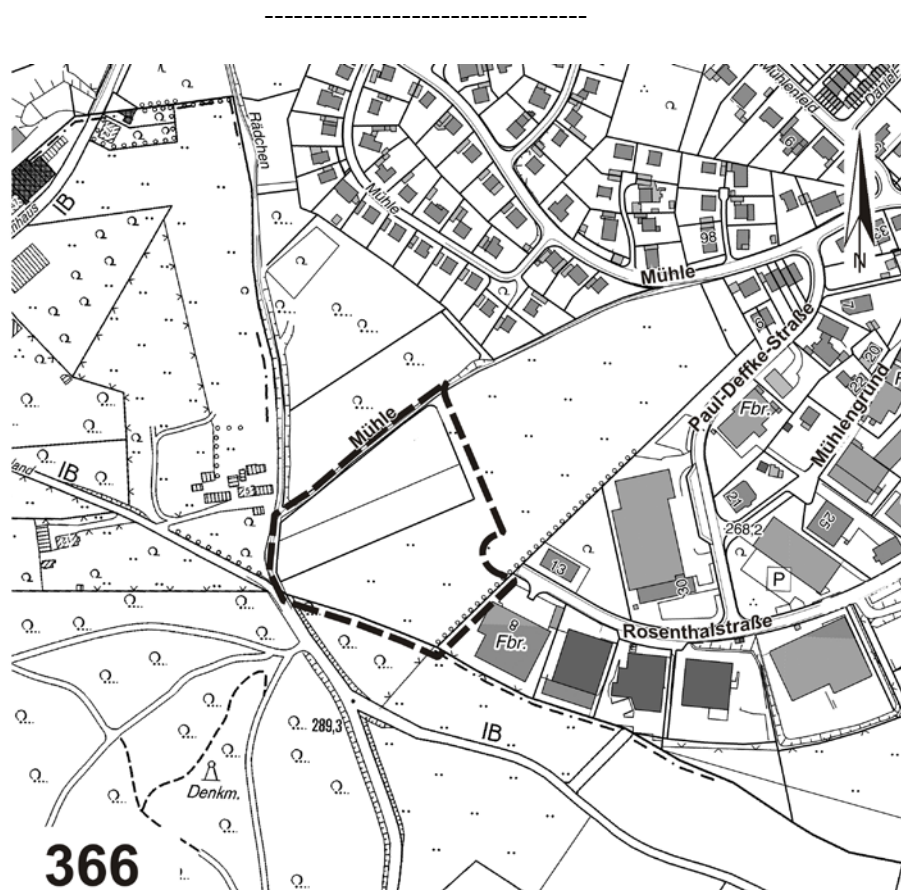 Rädchen
Mühlenfeld
IB
Mühle
98
Mühle
N
Paul-Deffke-Straße
7
20
22
Fbr.
Mühlengrund
Mühle
IB
21
25
268,2
13
P
30
8
Fbr.
Rosenthalstraße
289,3
IB
Denkm.
366